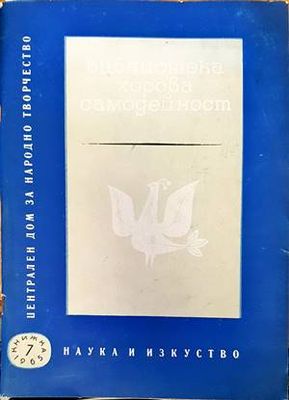 библиотека
хорова
самодейност
ЦЕНТРАЛЕН ДОМ ЗА НАРОДНО ТВОРЧЕСТВО
КНИЖКА
7
1965
НАУКА И ИЗКУСТВО